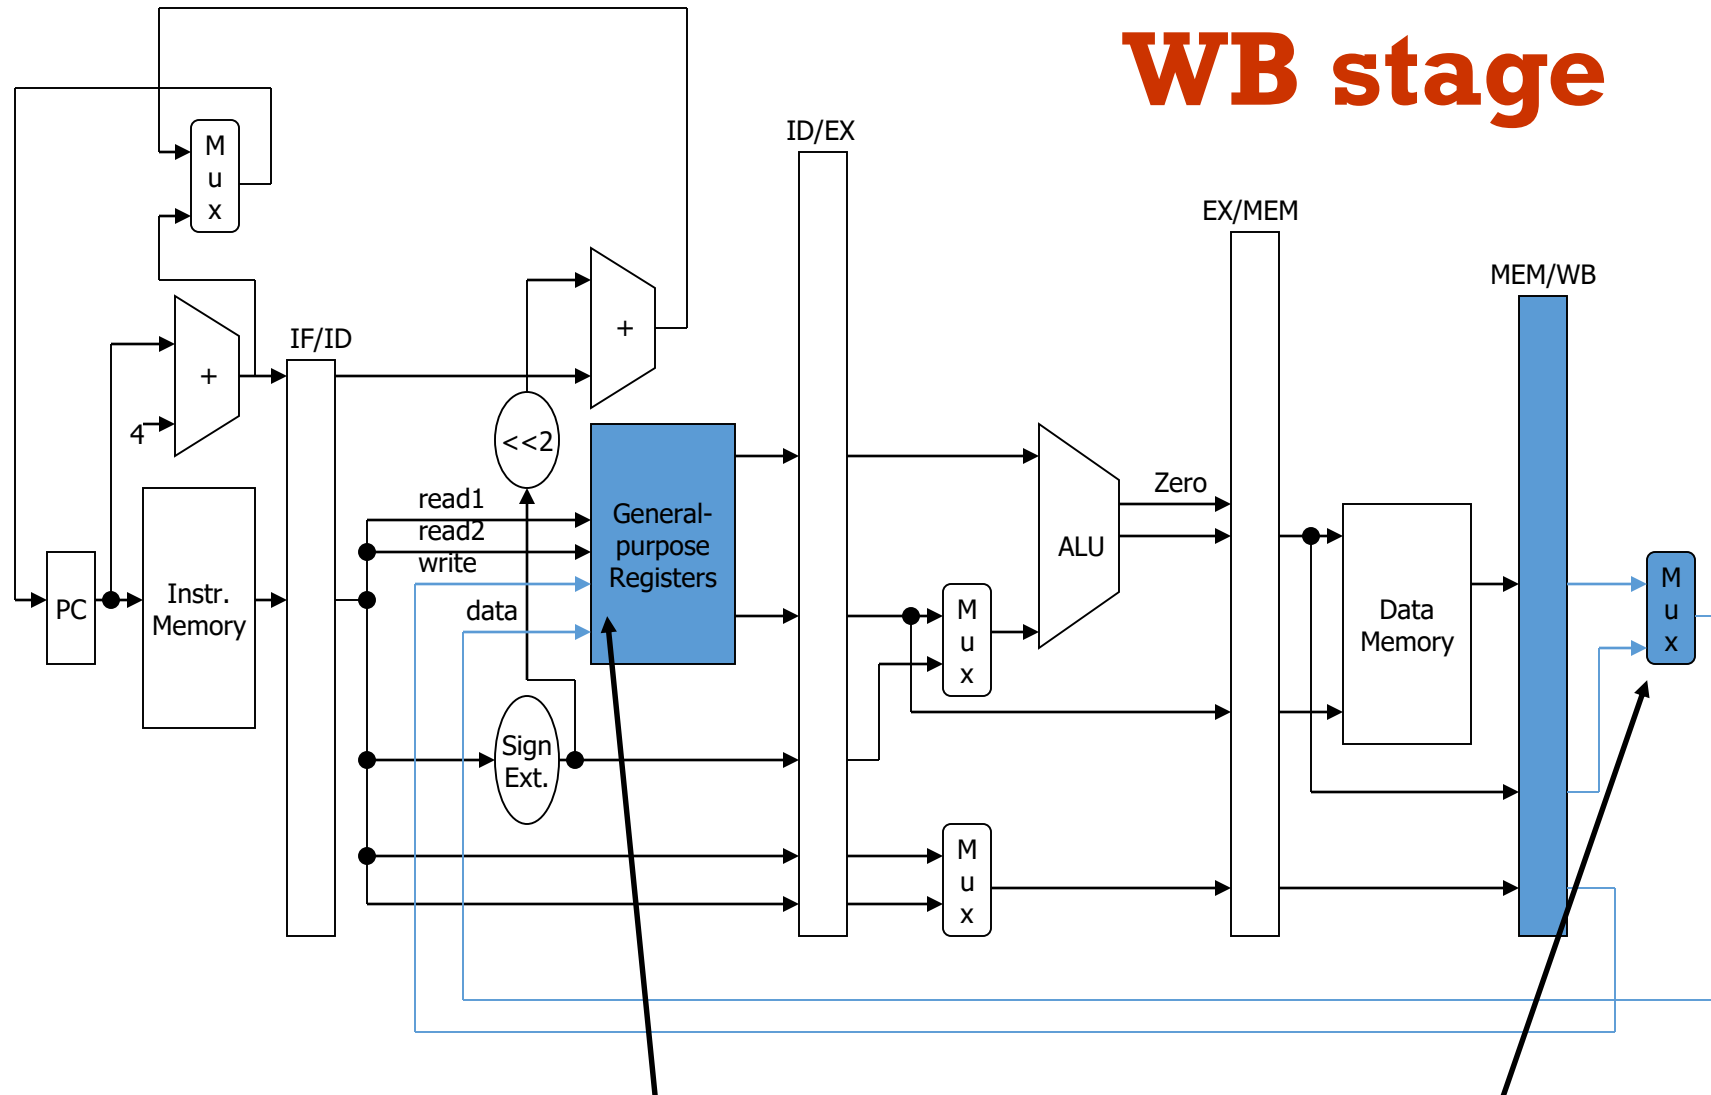 WB stage
ID/EX
M
u
x
EX/MEM
MEM/WB
+
IF/ID
+
4
<<2
Zero
read1
General-
read2
purpose
ALU
write
Registers
M
u
x
PC
Instr.
Memory
data
M
u
x
Data
Memory
Sign
Ext.
M
u
x